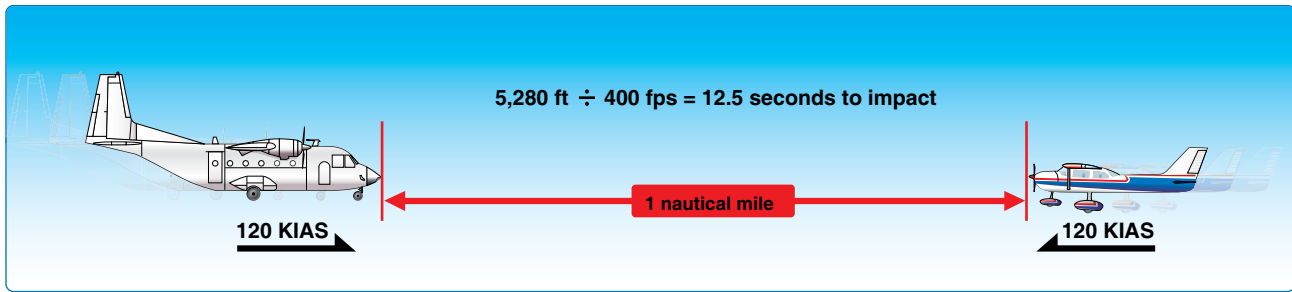 5,280 ft ÷ 400 fps = 12.5 seconds to impact
1 nautical mile
120 KIAS
120 KIAS